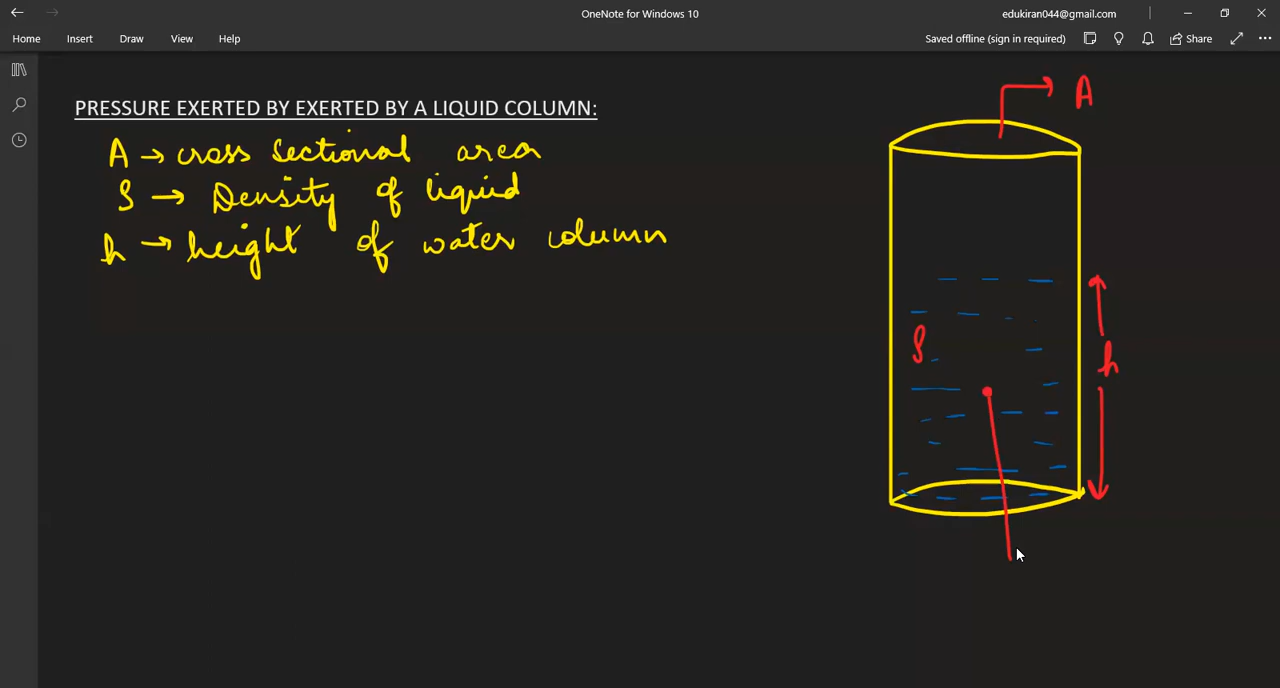 OneNote for Windows 10
edukiran044@gmail.com
Home Insert Draw View Help
Saved offline (sign in required)
Share
PRESSURE EXERTED BY EXERTED BY A LIQUID COLUMN:
A → cross sectional area
ρ → Density of liquid
h → height of water column
A
ρ
h